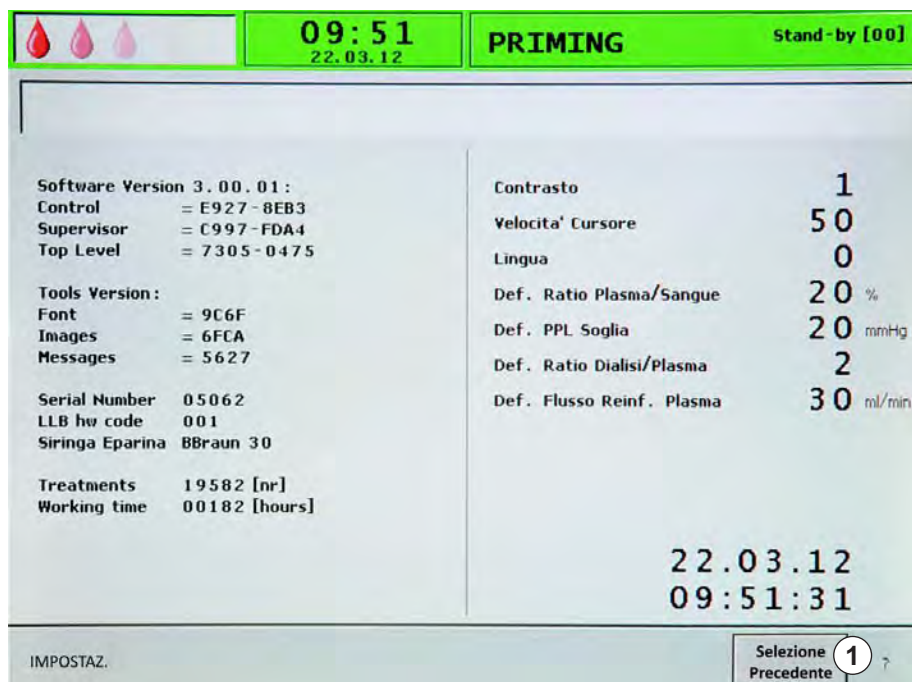 09:51
22.03.12
PRIMING
Stand-by [00]
Software Version 3.00.01:
Control = E927-8EB3
Supervisor = C997-FDA4
Top Level = 7305-0475
Tools Version:
Font = 9C6F
Images = 6FCA
Messages = 5627
Serial Number 05062
LLB hw code 001
Siringa Eparina BBraun 30
Treatments 19582 [nr]
Working time 00182 [hours]
Contrasto 1
Velocita' Cursore 50
Lingua 0
Def. Ratio Plasma/Sangue 20 %
Def. PPL Soglia 20 mmHg
Def. Ratio Dialisi/Plasma 2
Def. Flusso Reinf. Plasma 30 ml/min
22.03.12
09:51:31
IMPOSTAZ.
Selezione
Precedente
1
?